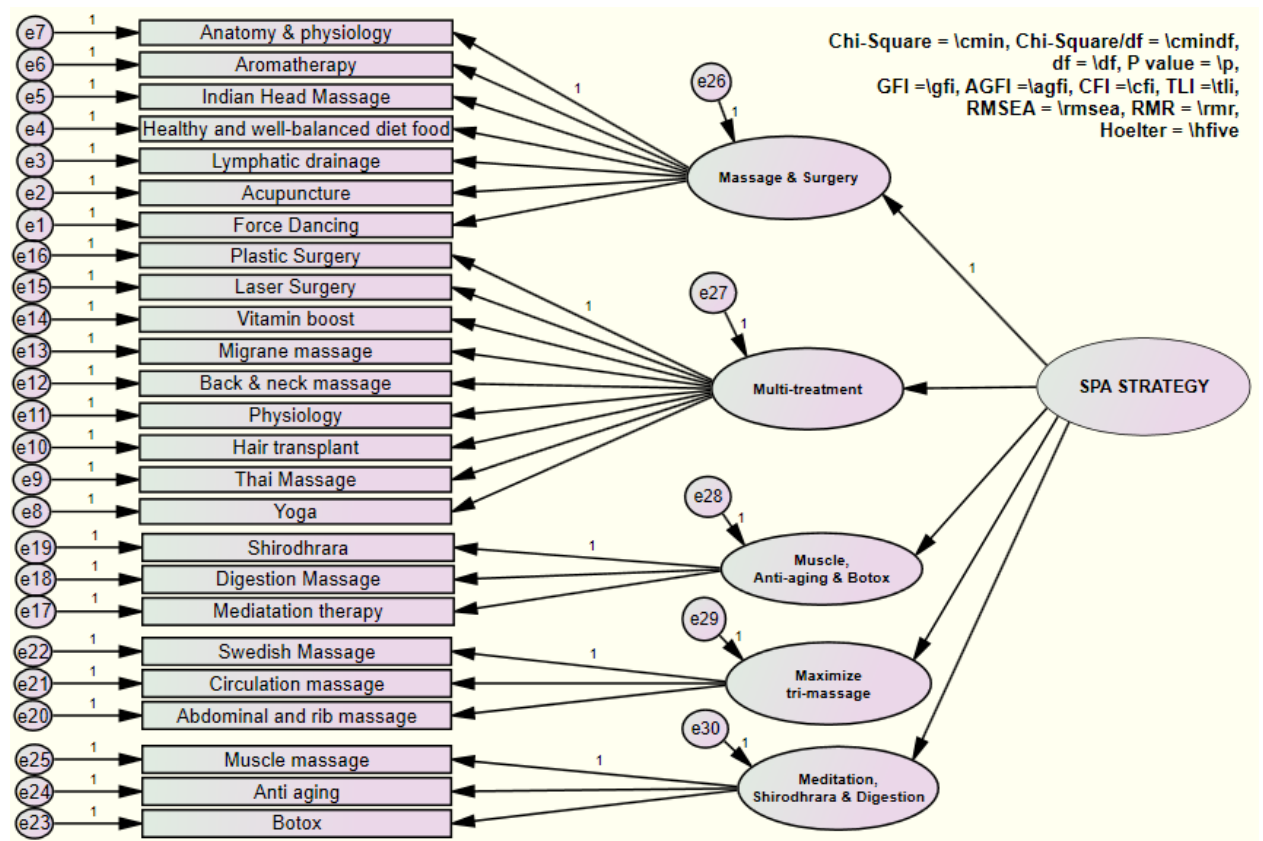 Chi-Square = \cmin, Chi-Square/df = \cmindf,
df = \df, P value = \p,
GFI =\gfi, AGFI =\agfi, CFI =\cfi, TLI =\tli,
RMSEA = \rmsea, RMR = \rmr,
Hoelter = \hfive
e7 1 Anatomy & physiology
e6 1 Aromatherapy
e5 1 Indian Head Massage
e4 1 Healthy and well-balanced diet food
e3 1 Lymphatic drainage
e2 1 Acupuncture
e1 1 Force Dancing
1
e26
1
Massage & Surgery
e16 1 Plastic Surgery
e15 1 Laser Surgery
e14 1 Vitamin boost
e13 1 Migrane massage
e12 1 Back & neck massage
e11 1 Physiology
e10 1 Hair transplant
e9 1 Thai Massage
e8 1 Yoga
1
e27
1
Multi-treatment
1
SPA STRATEGY
e19 1 Shirodhrara
e18 1 Digestion Massage
e17 1 Mediatation therapy
1
e28
1
Muscle,
Anti-aging & Botox
e22 1 Swedish Massage
e21 1 Circulation massage
e20 1 Abdominal and rib massage
1
e29
1
Maximize
tri-massage
e25 1 Muscle massage
e24 1 Anti aging
e23 1 Botox
1
e30
1
Meditation,
Shirodhrara & Digestion